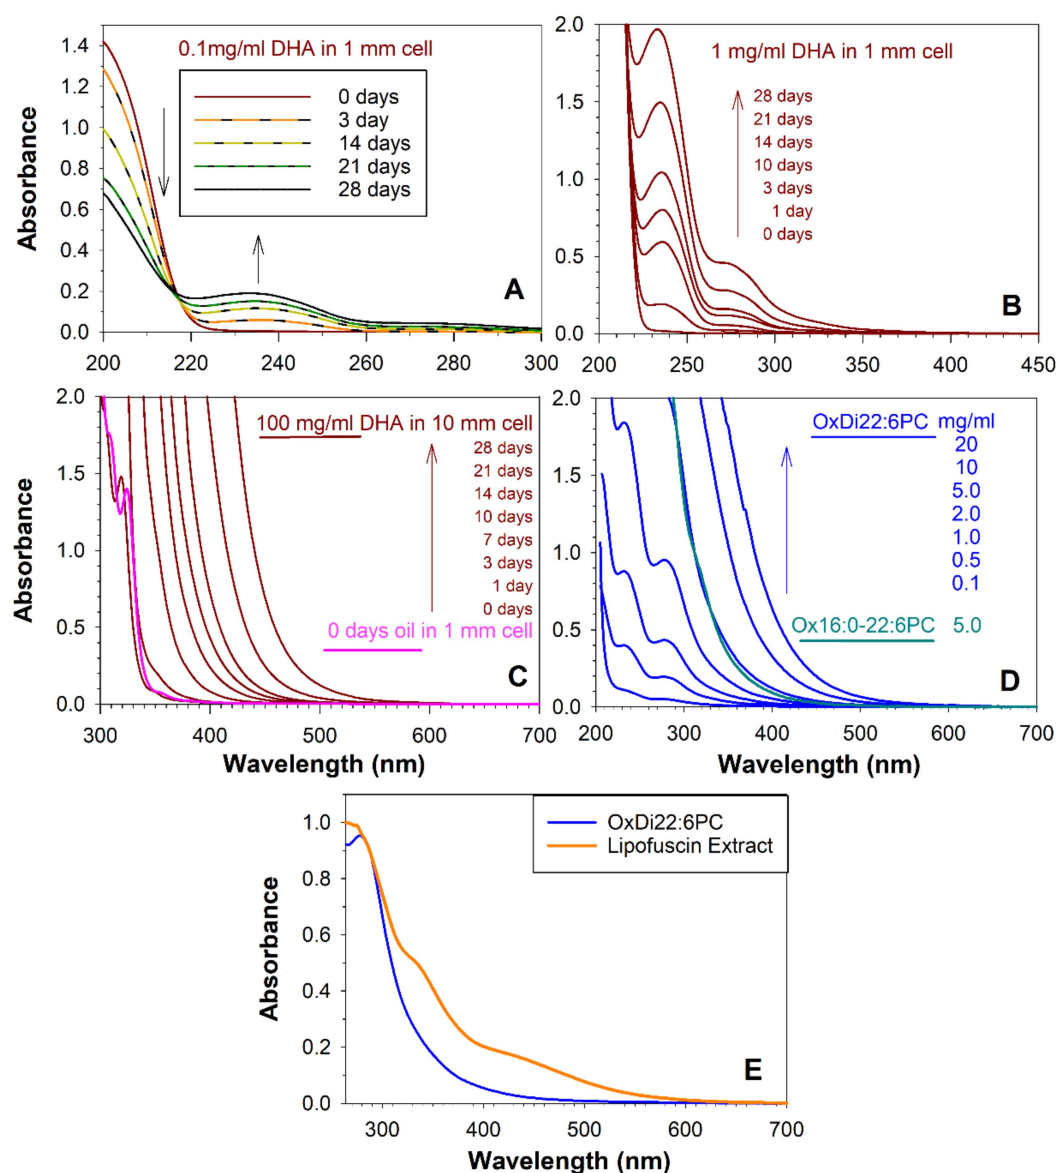 0.1mg/ml DHA in 1 mm cell
0 days
3 day
14 days
21 days
28 days
A
Absorbance
1.4
1.2
1.0
0.8
0.6
0.4
0.2
0.0
200 220 240 260 280 300
1 mg/ml DHA in 1 mm cell
28 days
21 days
14 days
10 days
3 days
1 day
0 days
B
2.0
1.5
1.0
0.5
0.0
200 250 300 350 400 450
100 mg/ml DHA in 10 mm cell
28 days
21 days
14 days
10 days
7 days
3 days
1 day
0 days
0 days oil in 1 mm cell
C
Absorbance
2.0
1.5
1.0
0.5
0.0
300 400 500 600 700
Wavelength (nm)
OxDi22:6PC mg/ml
20
10
5.0
2.0
1.0
0.5
0.1
Ox16:0-22:6PC 5.0
D
2.0
1.5
1.0
0.5
0.0
200 300 400 500 600 700
Wavelength (nm)
OxDi22:6PC
Lipofuscin Extract
E
Absorbance
1.0
0.8
0.6
0.4
0.2
0.0
300 400 500 600 700
Wavelength (nm)